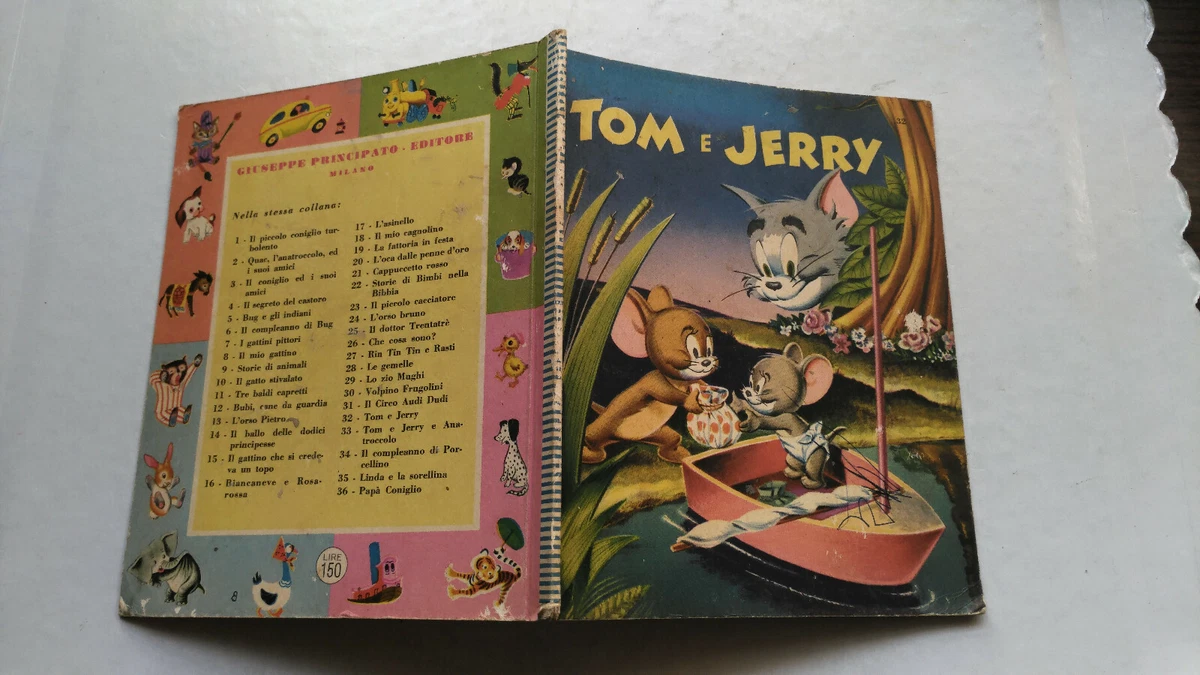 GIUSEPPE PRINCIPATO - EDITORE
MILANO
Nella stessa collana:
1 - Il piccolo coniglio tur-
bolento
2 - Quac, l'anatroccolo, ed
i suoi amici
3 - Il coniglio ed i suoi
amici
4 - Il segreto del castoro
5 - Bug e gli indiani
6 - Il compleanno di Bug
7 - I gattini pittori
8 - Il mio gattino
9 - Storie di animali
10 - Il gatto stivalato
11 - Tre baldi capretti
12 - Bubi, cane da guardia
13 - L'orso Pietro
14 - Il ballo delle dodici
principesse
15 - Il gattino che si crede-
va un topo
16 - Biancaneve e Rosa-
rossa
17 - L'asinello
18 - Il mio cagnolino
19 - La fattoria in festa
20 - L'oca dalle penne d'oro
21 - Cappuccetto rosso
22 - Storie di Bimbi nella
Bibbia
23 - Il piccolo cacciatore
24 - L'orso bruno
25 - Il dottor Trentatrè
26 - Che cosa sono?
27 - Rin Tin Tin e Rasti
28 - Le gemelle
29 - Lo zio Maghi
30 - Volpino Frugolini
31 - Il Circo Audi Dudi
32 - Tom e Jerry
33 - Tom e Jerry e Ana-
troccolo
34 - Il compleanno di Por-
cellino
35 - Linda e la sorellina
36 - Papà Coniglio
LIRE
150
8
TOM E JERRY
32